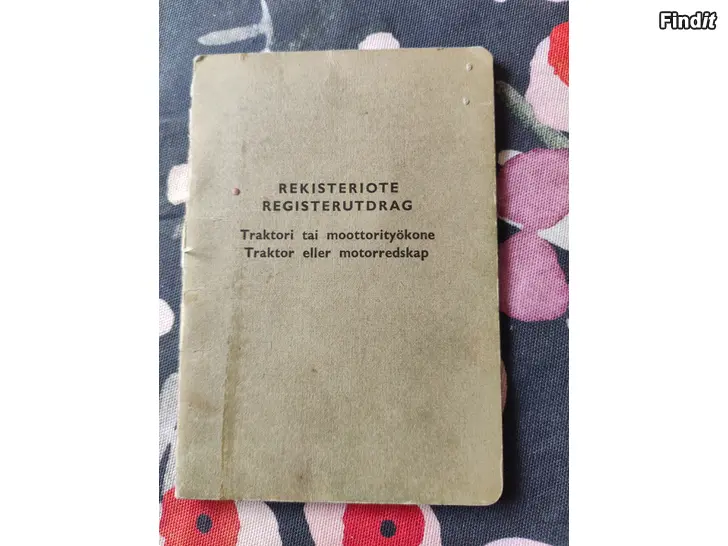 Findit
REKISTERIOTE
REGISTERUTDRAG
Traktori tai moottorityökone
Traktor eller motorredskap